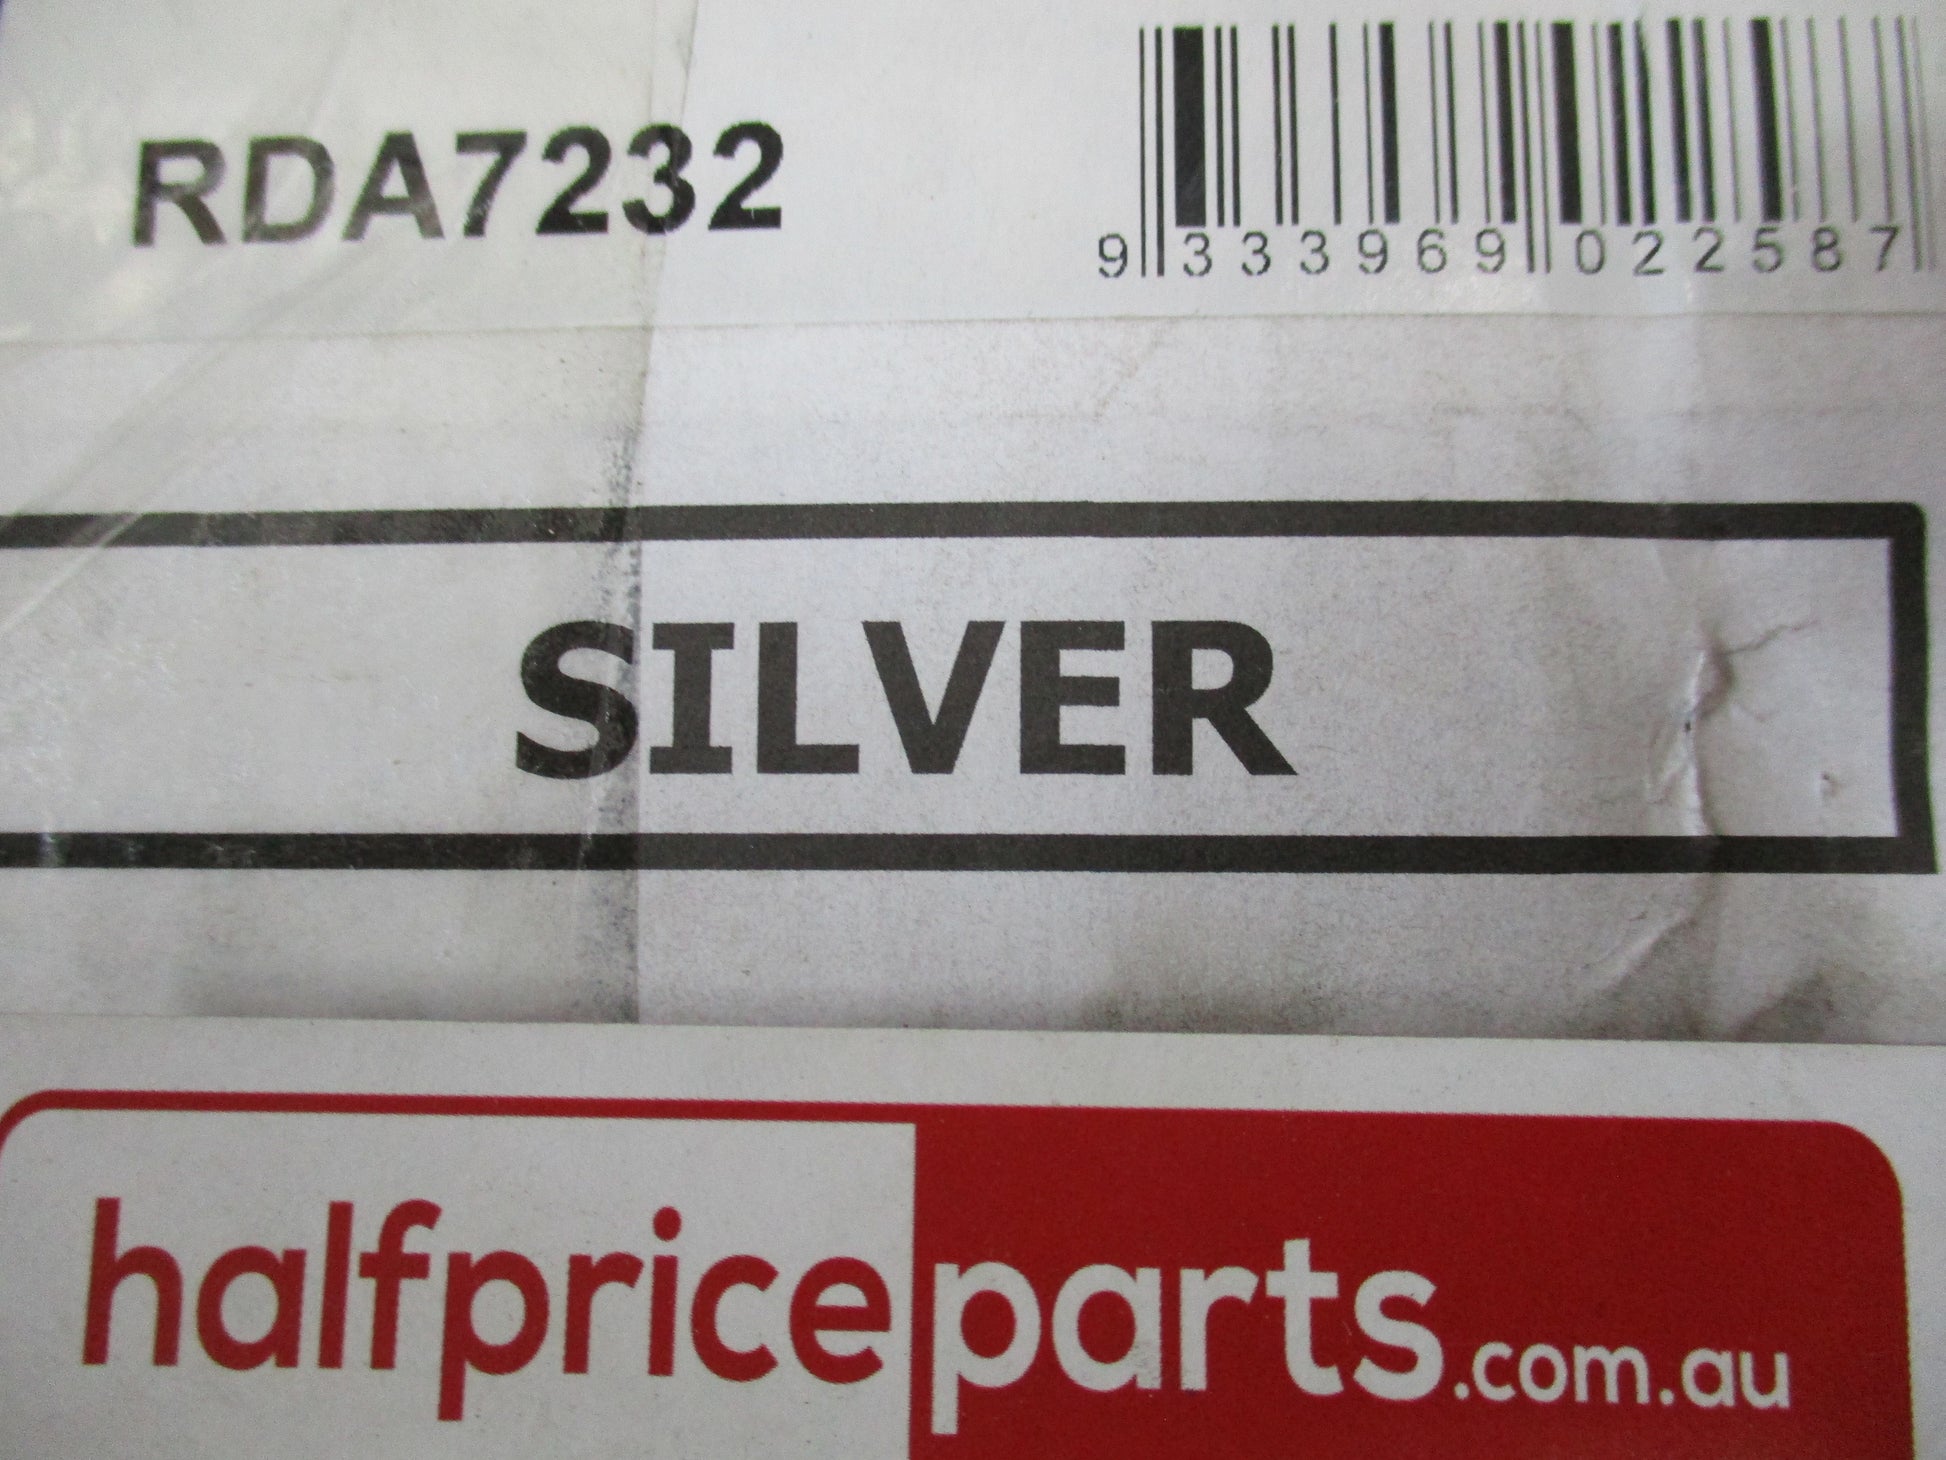 RDA7232
9 333969 022587
SILVER
halfpriceparts.com.au